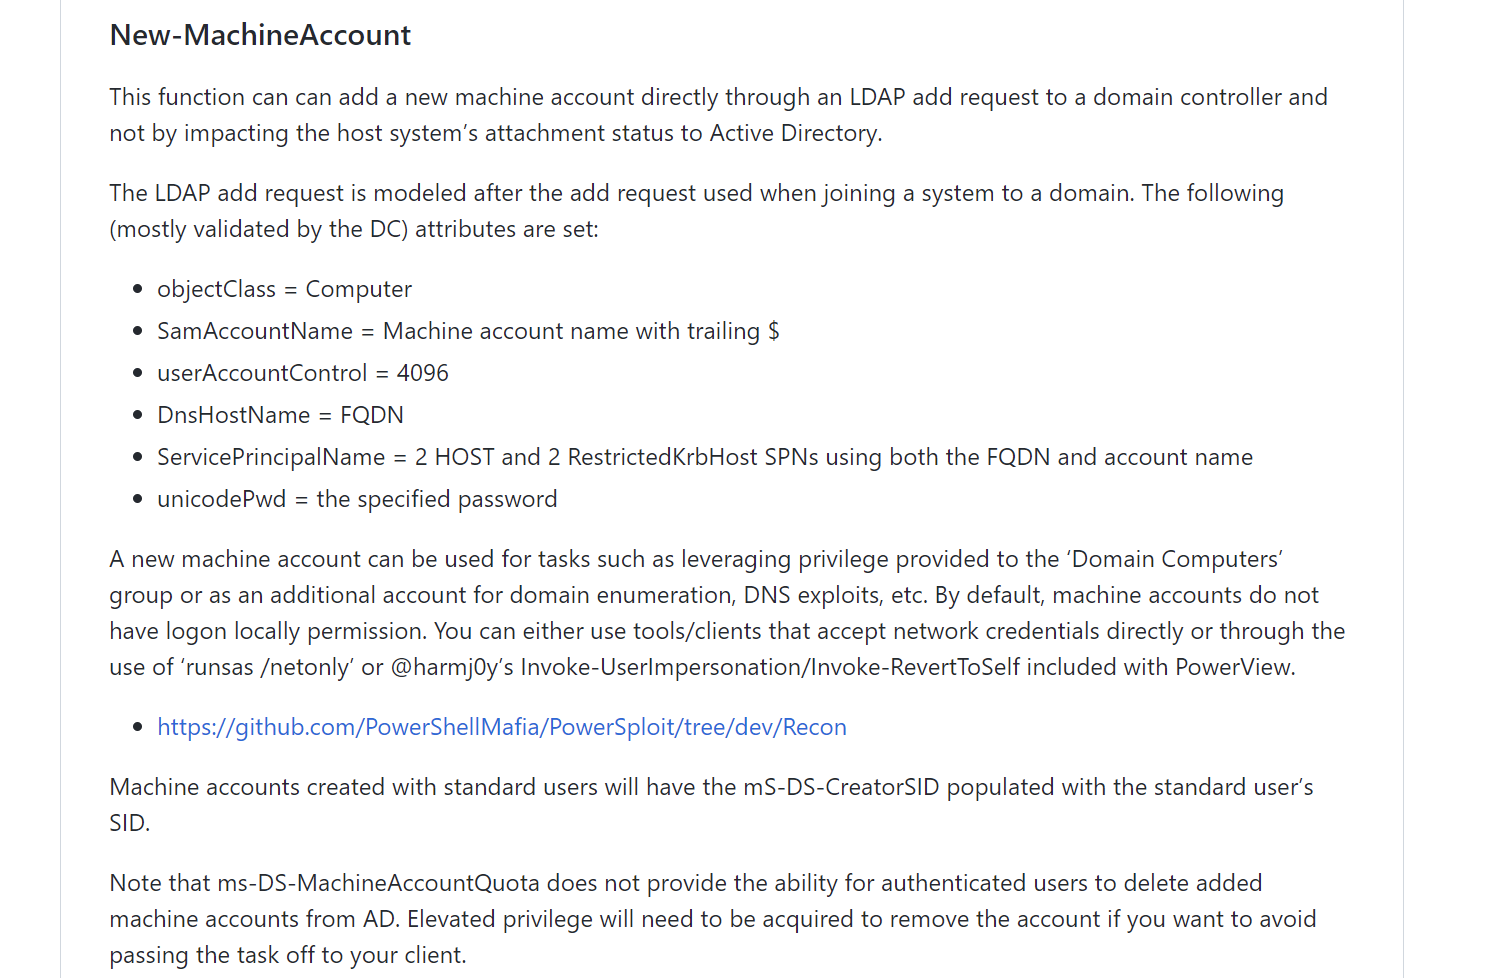 New-MachineAccount
This function can can add a new machine account directly through an LDAP add request to a domain controller and
not by impacting the host system’s attachment status to Active Directory.
The LDAP add request is modeled after the add request used when joining a system to a domain. The following
(mostly validated by the DC) attributes are set:
• objectClass = Computer
• SamAccountName = Machine account name with trailing $
• userAccountControl = 4096
• DnsHostName = FQDN
• ServicePrincipalName = 2 HOST and 2 RestrictedKrbHost SPNs using both the FQDN and account name
• unicodePwd = the specified password
A new machine account can be used for tasks such as leveraging privilege provided to the ‘Domain Computers’
group or as an additional account for domain enumeration, DNS exploits, etc. By default, machine accounts do not
have logon locally permission. You can either use tools/clients that accept network credentials directly or through the
use of ‘runsas /netonly’ or @harmj0y’s Invoke-UserImpersonation/Invoke-RevertToSelf included with PowerView.
• https://github.com/PowerShellMafia/PowerSploit/tree/dev/Recon
Machine accounts created with standard users will have the mS-DS-CreatorSID populated with the standard user’s
SID.
Note that ms-DS-MachineAccountQuota does not provide the ability for authenticated users to delete added
machine accounts from AD. Elevated privilege will need to be acquired to remove the account if you want to avoid
passing the task off to your client.